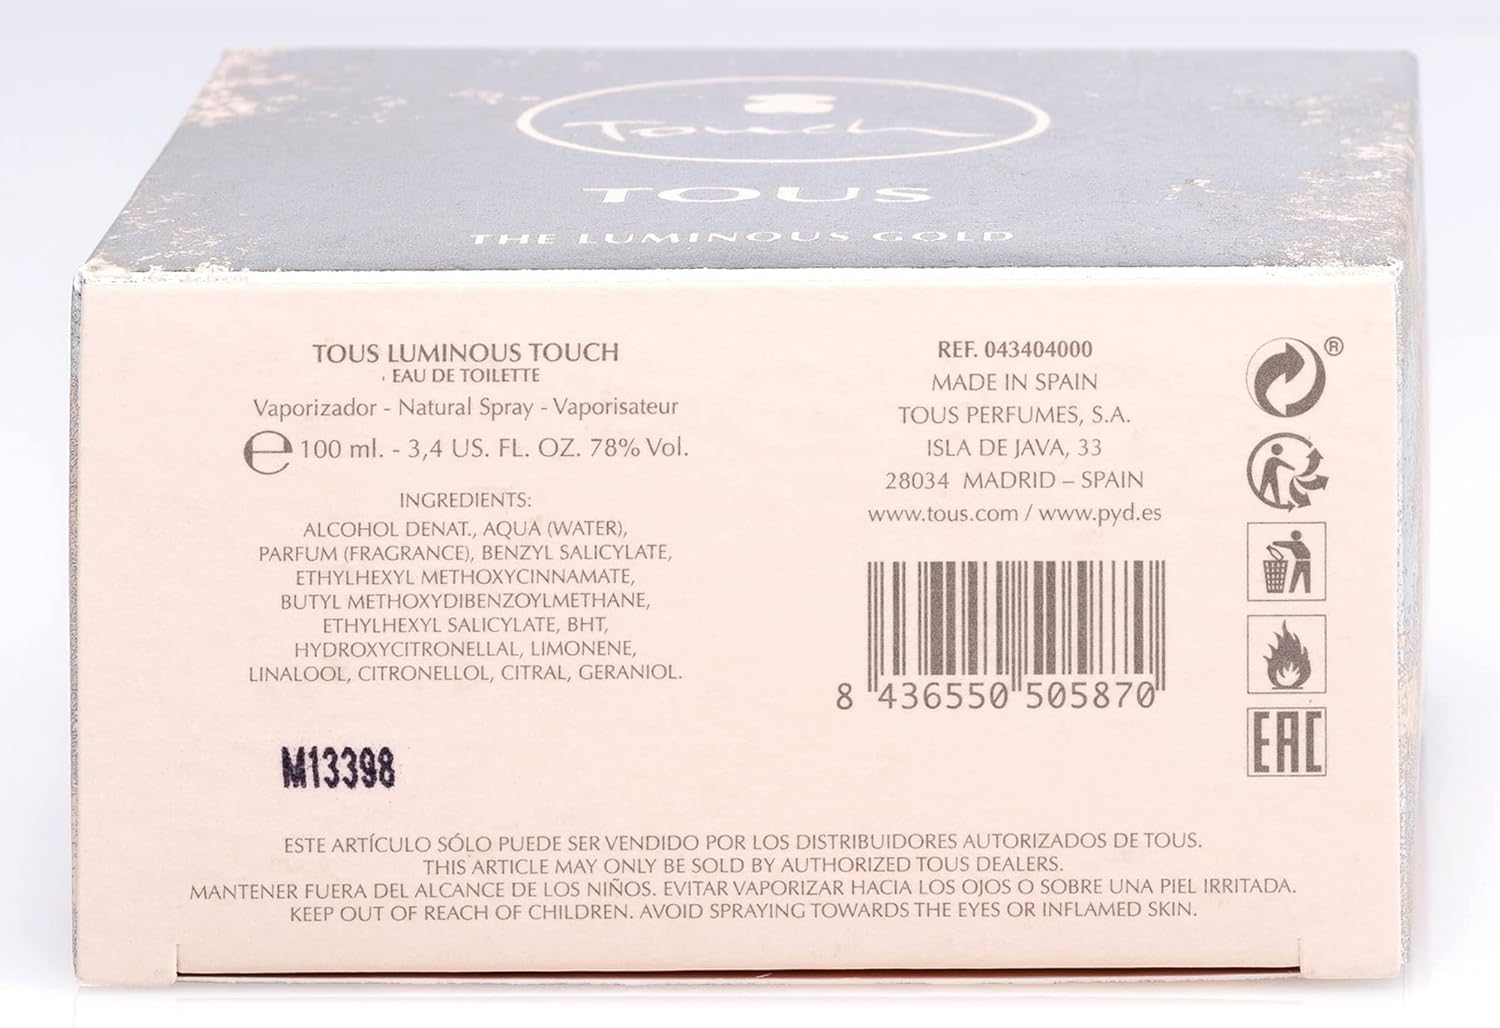 Touch
TOUS
THE LUMINOUS GOLD
TOUS LUMINOUS TOUCH
EAU DE TOILETTE
Vaporizador - Natural Spray - Vaporisateur
e 100 ml. - 3,4 US. FL. OZ. 78% Vol.
INGREDIENTS:
ALCOHOL DENAT., AQUA (WATER),
PARFUM (FRAGRANCE), BENZYL SALICYLATE,
ETHYLHEXYL METHOXYCINNAMATE,
BUTYL METHOXYDIBENZOYLMETHANE,
ETHYLHEXYL SALICYLATE, BHT,
HYDROXYCITRONELLAL, LIMONENE,
LINALOOL, CITRONELLOL, CITRAL, GERANIOL.
M13398
REF. 043404000
MADE IN SPAIN
TOUS PERFUMES, S.A.
ISLA DE JAVA, 33
28034 MADRID – SPAIN
www.tous.com / www.pyd.es
8 436550 505870
®
EAC
ESTE ARTÍCULO SÓLO PUEDE SER VENDIDO POR LOS DISTRIBUIDORES AUTORIZADOS DE TOUS.
THIS ARTICLE MAY ONLY BE SOLD BY AUTHORIZED TOUS DEALERS.
MANTENER FUERA DEL ALCANCE DE LOS NIÑOS. EVITAR VAPORIZAR HACIA LOS OJOS O SOBRE UNA PIEL IRRITADA.
KEEP OUT OF REACH OF CHILDREN. AVOID SPRAYING TOWARDS THE EYES OR INFLAMED SKIN.